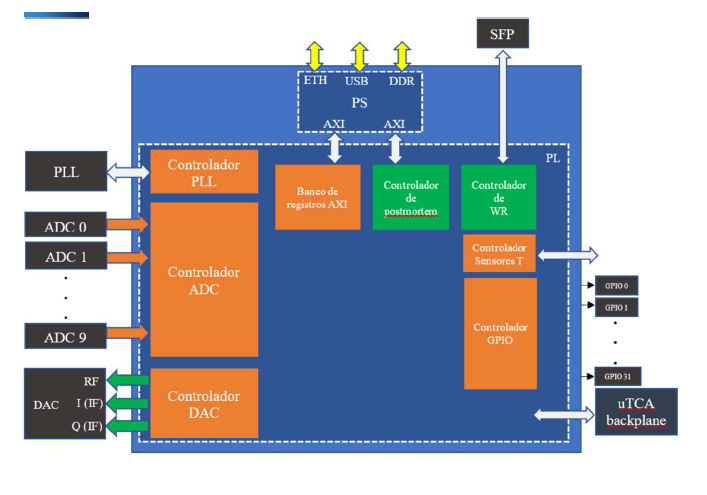 SFP
ETH USB DDR
PS
AXI AXI
PL
PLL
Controlador
PLL
Banco de
registros AXI
Controlador
de
postmortem
Controlador
de
WR
ADC 0
ADC 1
.
.
.
ADC 9
Controlador
ADC
Controlador
Sensores T
Controlador
GPIO
GPIO 0
GPIO 1
.
.
.
GPIO 31
DAC
RF
I (IF)
Q (IF)
Controlador
DAC
uTCA
backplane